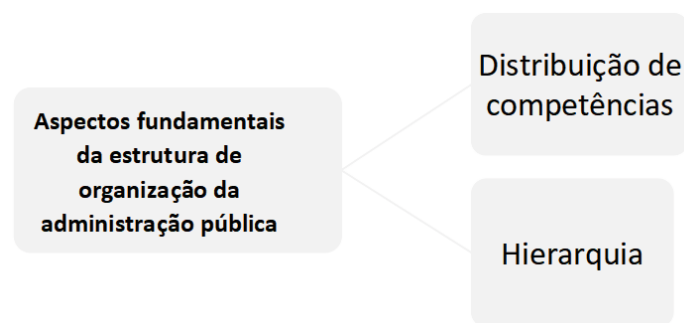 Aspectos fundamentais
da estrutura de
organização da
administração pública
Distribuição de
competências
Hierarquia